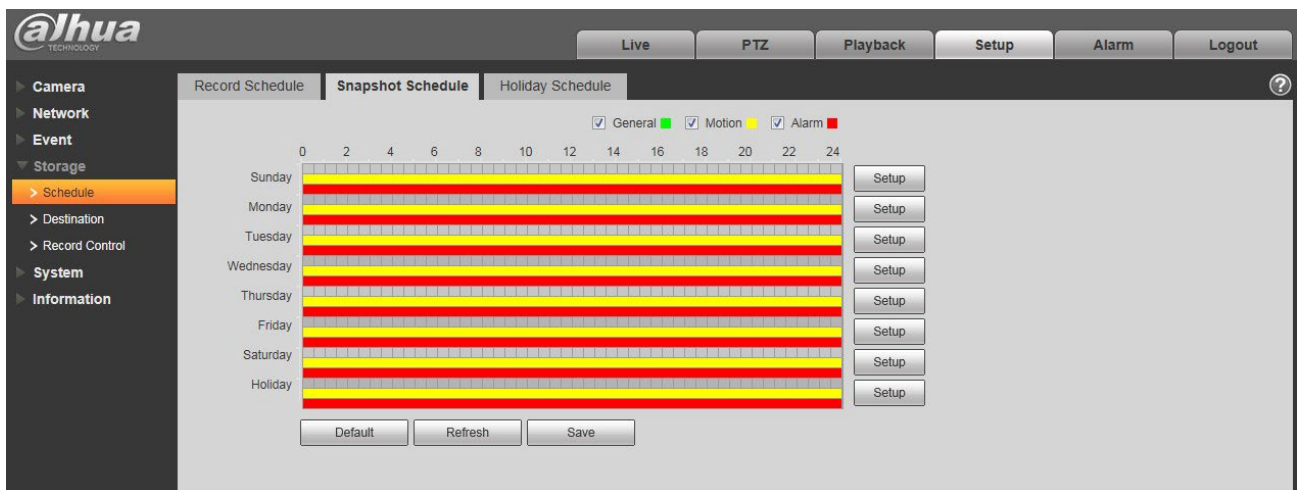 alhua
TECHNOLOGY
Live PTZ Playback Setup Alarm Logout
Camera
Network
Event
Storage
> Schedule
> Destination
> Record Control
System
Information
Record Schedule Snapshot Schedule Holiday Schedule ?
General Motion Alarm
0 2 4 6 8 10 12 14 16 18 20 22 24
Sunday Setup
Monday Setup
Tuesday Setup
Wednesday Setup
Thursday Setup
Friday Setup
Saturday Setup
Holiday Setup
Default Refresh Save